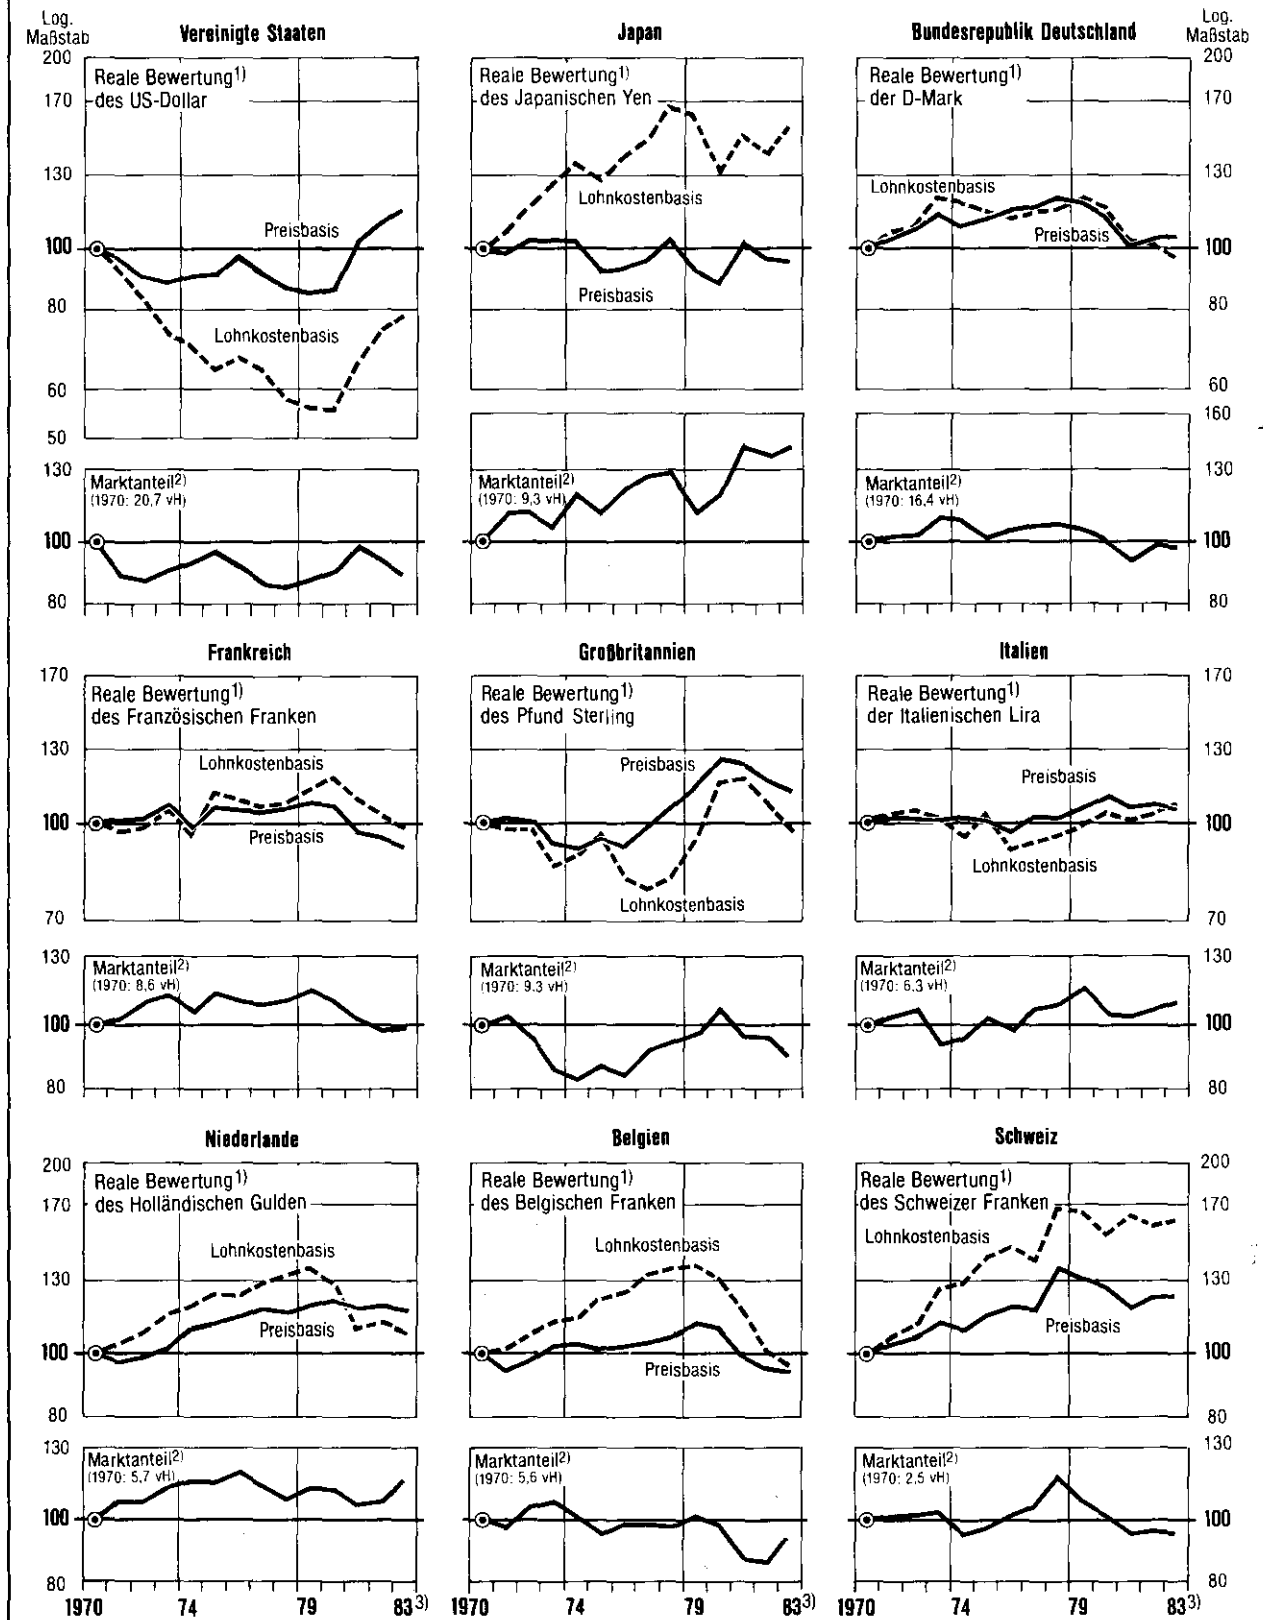 Log.
Maßstab
Vereinigte Staaten
Japan
Bundesrepublik Deutschland
Log.
Maßstab
200
170
130
100
80
60
50
Reale Bewertung1)
des US-Dollar
Preisbasis
Lohnkostenbasis
Reale Bewertung1)
des Japanischen Yen
Lohnkostenbasis
Preisbasis
Reale Bewertung1)
der D-Mark
Lohnkostenbasis
Preisbasis
200
170
130
100
80
60
130
100
80
Marktanteil2)
(1970: 20,7 vH)
Marktanteil2)
(1970: 9,3 vH)
Marktanteil2)
(1970: 16,4 vH)
160
130
100
80
Frankreich
Großbritannien
Italien
170
130
100
70
Reale Bewertung1)
des Französischen Franken
Lohnkostenbasis
Preisbasis
Reale Bewertung1)
des Pfund Sterling
Preisbasis
Lohnkostenbasis
Reale Bewertung1)
der Italienischen Lira
Preisbasis
Lohnkostenbasis
170
130
100
70
130
100
80
Marktanteil2)
(1970: 8,6 vH)
Marktanteil2)
(1970: 9.3 vH)
Marktanteil2)
(1970: 6,3 vH)
130
100
80
Niederlande
Belgien
Schweiz
200
170
130
100
80
Reale Bewertung1)
des Holländischen Gulden
Lohnkostenbasis
Preisbasis
Reale Bewertung1)
des Belgischen Franken
Lohnkostenbasis
Preisbasis
Reale Bewertung1)
des Schweizer Franken
Lohnkostenbasis
Preisbasis
200
170
130
100
80
130
100
80
Marktanteil2)
(1970: 5,7 vH)
Marktanteil2)
(1970: 5,6 vH)
Marktanteil2)
(1970: 2,5 vH)
130
100
80
1970 74 79 833)
1970 74 79 833)
1970 74 79 833)